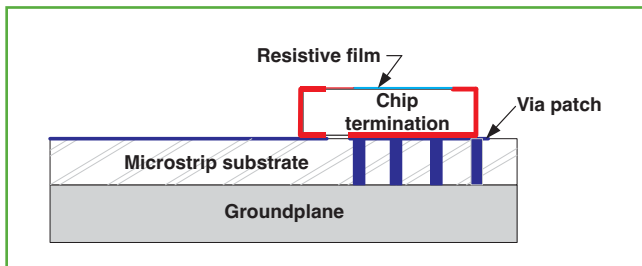 Resistive film
Chip
termination
Via patch
Microstrip substrate
Groundplane